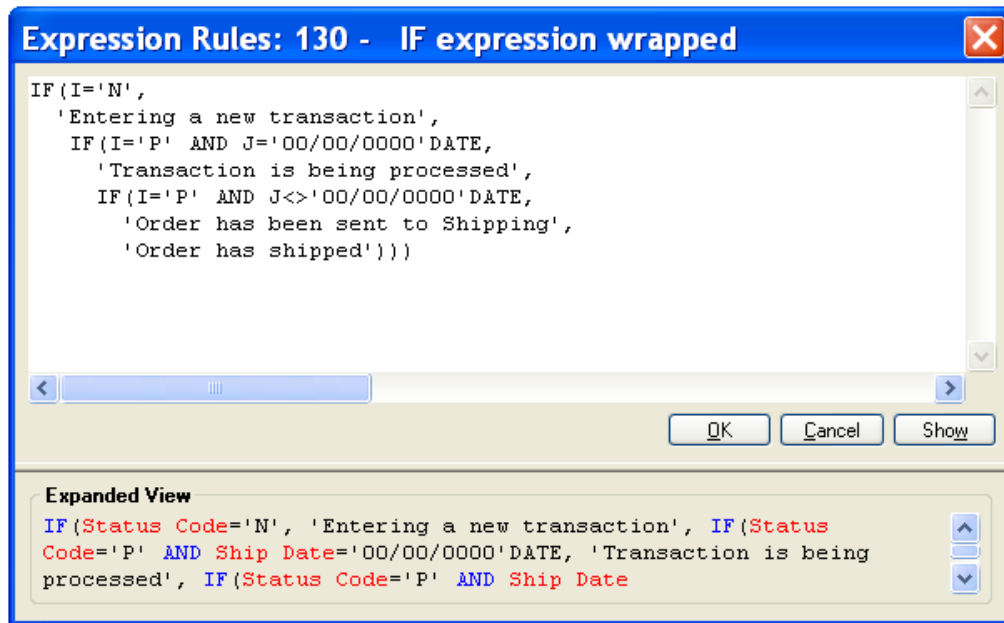 Expression Rules: 130 -   IF expression wrapped
IF(I='N',
  'Entering a new transaction',
   IF(I='P' AND J='00/00/0000'DATE,
     'Transaction is being processed',
     IF(I='P' AND J<>'00/00/0000'DATE,
       'Order has been sent to Shipping',
       'Order has shipped')))
OK Cancel Show
Expanded View
IF(Status Code='N', 'Entering a new transaction', IF(Status
Code='P' AND Ship Date='00/00/0000'DATE, 'Transaction is being
processed', IF(Status Code='P' AND Ship Date